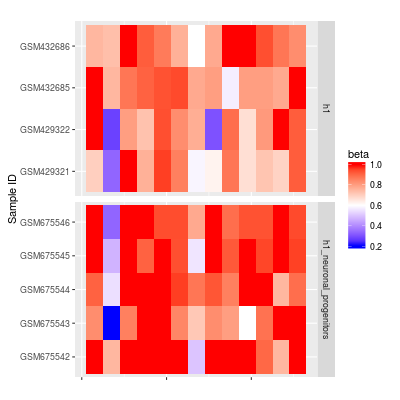 Sample ID
GSM432686
GSM432685
GSM429322
GSM429321
h1
GSM675546
GSM675545
GSM675544
GSM675543
GSM675542
h1_neuronal_progenitors
beta
1.0
0.8
0.6
0.4
0.2